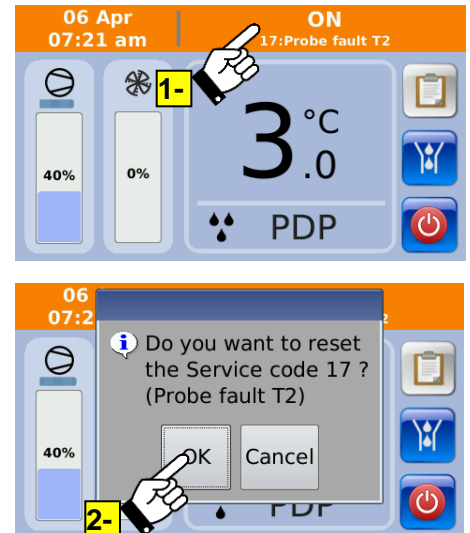 06 Apr
07:21 am
ON
17:Probe fault T2
1-
40%
0%
3.0 °C
PDP
06
07:2
2
Do you want to reset
the Service code 17 ?
(Probe fault T2)
40%
OK
Cancel
2-
PDP